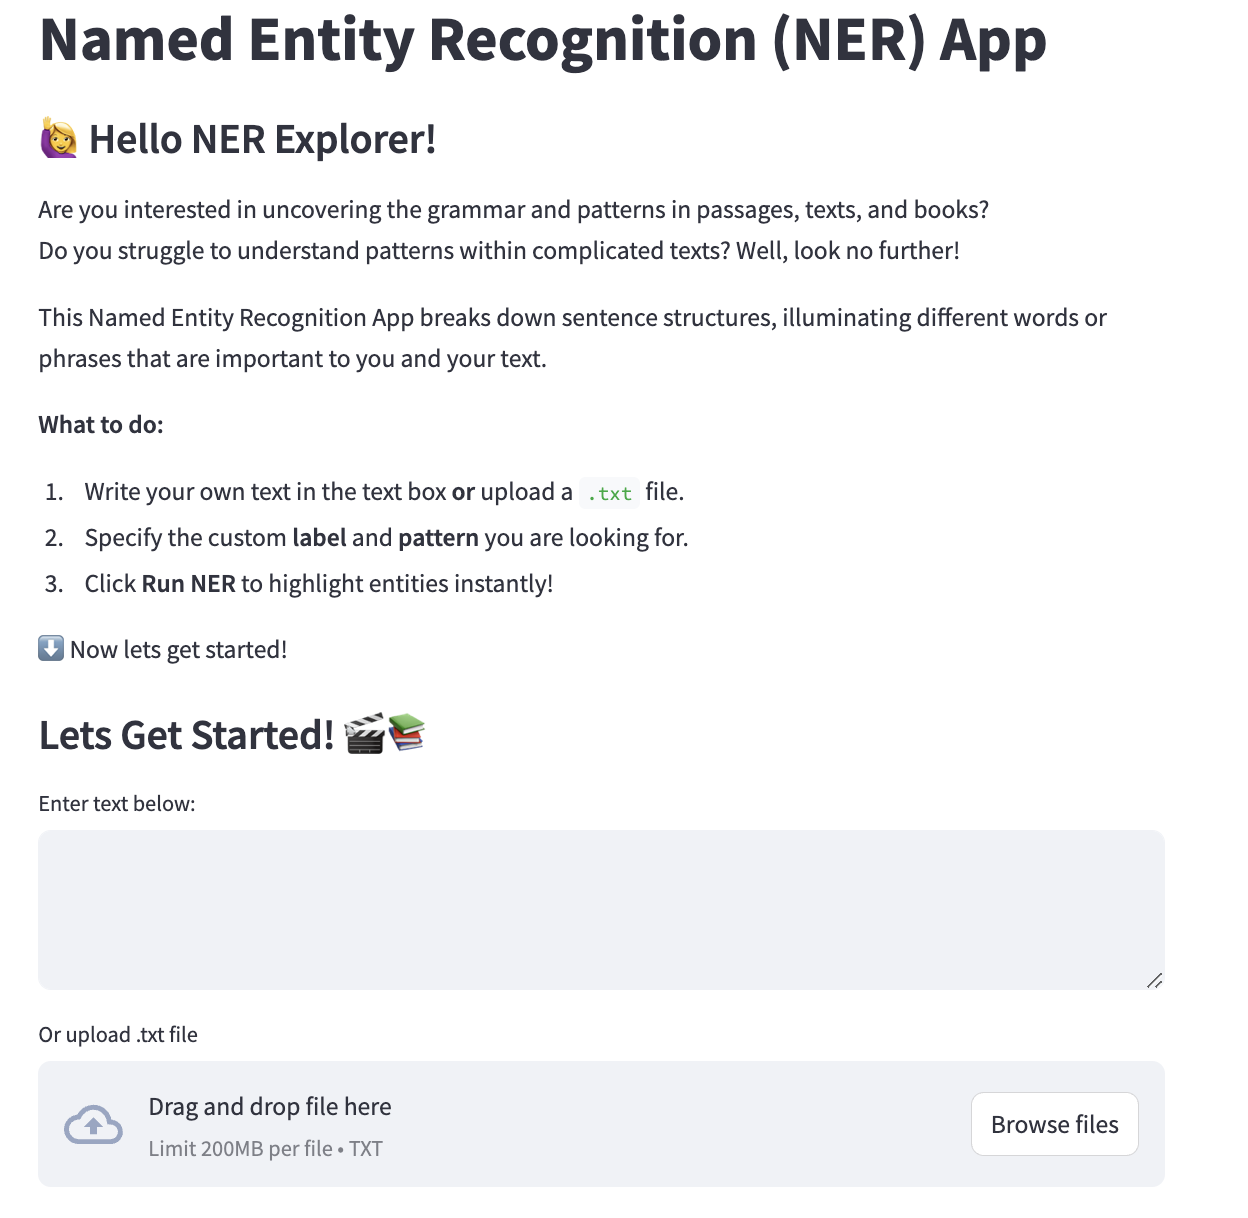 Named Entity Recognition (NER) App
🙋‍♀️ Hello NER Explorer!
Are you interested in uncovering the grammar and patterns in passages, texts, and books?
Do you struggle to understand patterns within complicated texts? Well, look no further!
This Named Entity Recognition App breaks down sentence structures, illuminating different words or
phrases that are important to you and your text.
What to do:
1. Write your own text in the text box or upload a .txt file.
2. Specify the custom label and pattern you are looking for.
3. Click Run NER to highlight entities instantly!
⬇️ Now lets get started!
Lets Get Started! 🎬📚
Enter text below:
Or upload .txt file
Drag and drop file here
Limit 200MB per file • TXT
Browse files